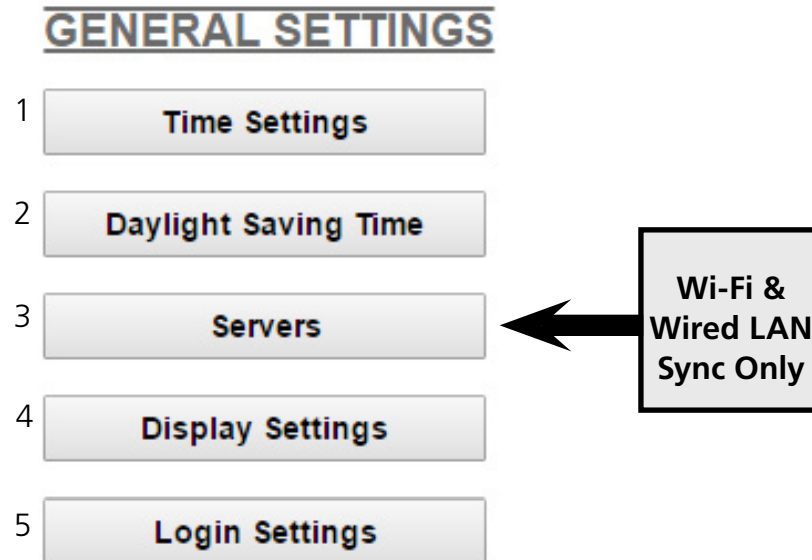 GENERAL SETTINGS
1 Time Settings
2 Daylight Saving Time
3 Servers
Wi-Fi &
Wired LAN
Sync Only
4 Display Settings
5 Login Settings